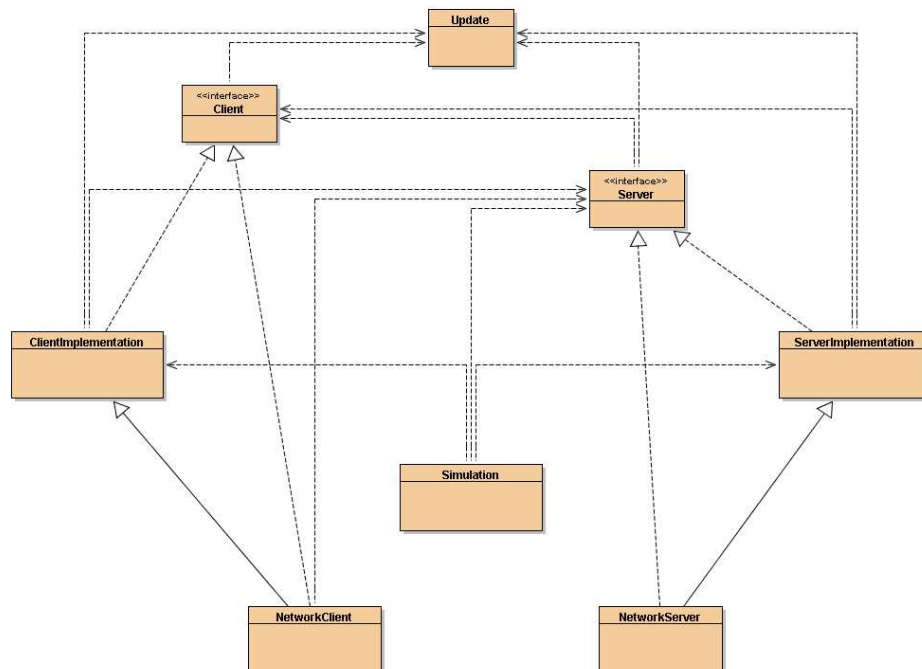 Update
<<interface>>
Client
<<interface>>
Server
ClientImplementation
ServerImplementation
Simulation
NetworkClient
NetworkServer